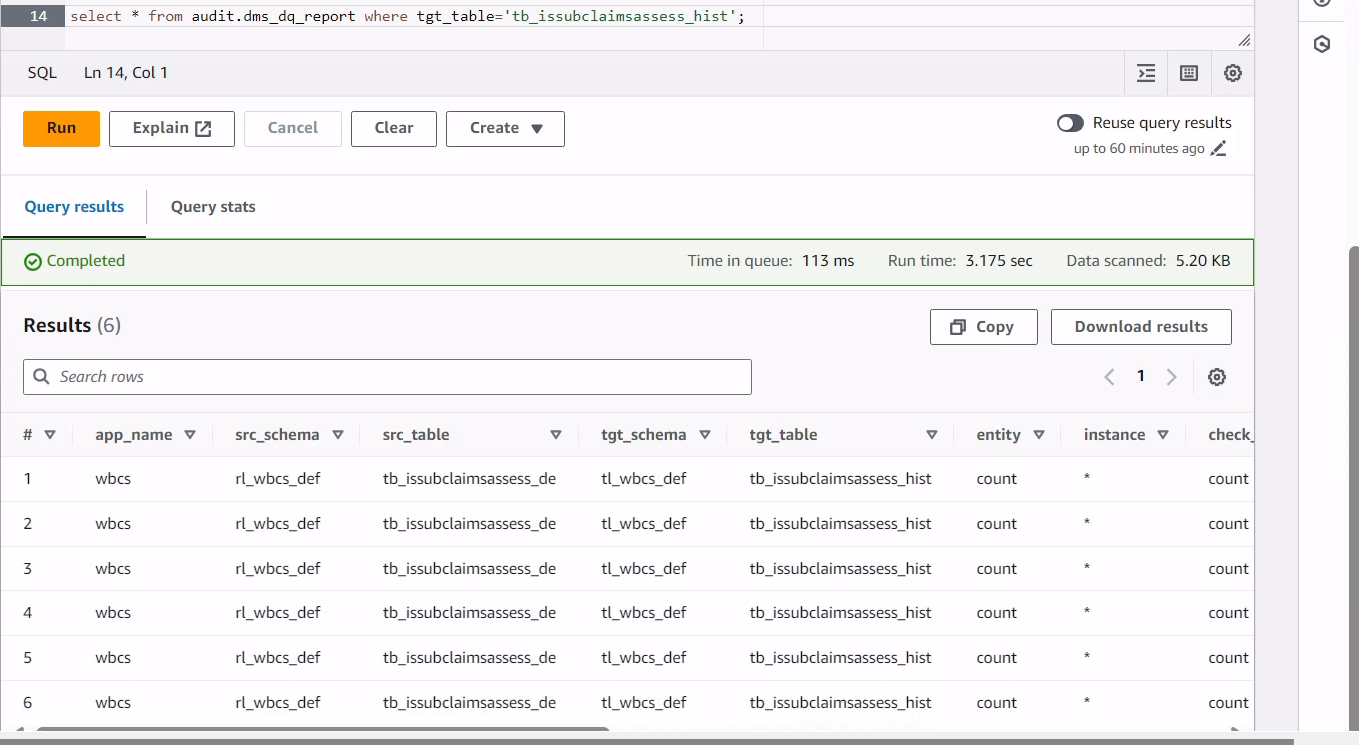 14 select * from audit.dms_dq_report where tgt_table='tb_issubclaimsassess_hist';
SQL Ln 14, Col 1
Run Explain Cancel Clear Create Reuse query results
up to 60 minutes ago
Query results Query stats
Completed Time in queue: 113 ms Run time: 3.175 sec Data scanned: 5.20 KB
Results (6) Copy Download results
Search rows 1
# app_name src_schema src_table tgt_schema tgt_table entity instance check_
1 wbcs rl_wbcs_def tb_issubclaimsassess_de tl_wbcs_def tb_issubclaimsassess_hist count * count
2 wbcs rl_wbcs_def tb_issubclaimsassess_de tl_wbcs_def tb_issubclaimsassess_hist count * count
3 wbcs rl_wbcs_def tb_issubclaimsassess_de tl_wbcs_def tb_issubclaimsassess_hist count * count
4 wbcs rl_wbcs_def tb_issubclaimsassess_de tl_wbcs_def tb_issubclaimsassess_hist count * count
5 wbcs rl_wbcs_def tb_issubclaimsassess_de tl_wbcs_def tb_issubclaimsassess_hist count * count
6 wbcs rl_wbcs_def tb_issubclaimsassess_de tl_wbcs_def tb_issubclaimsassess_hist count * count